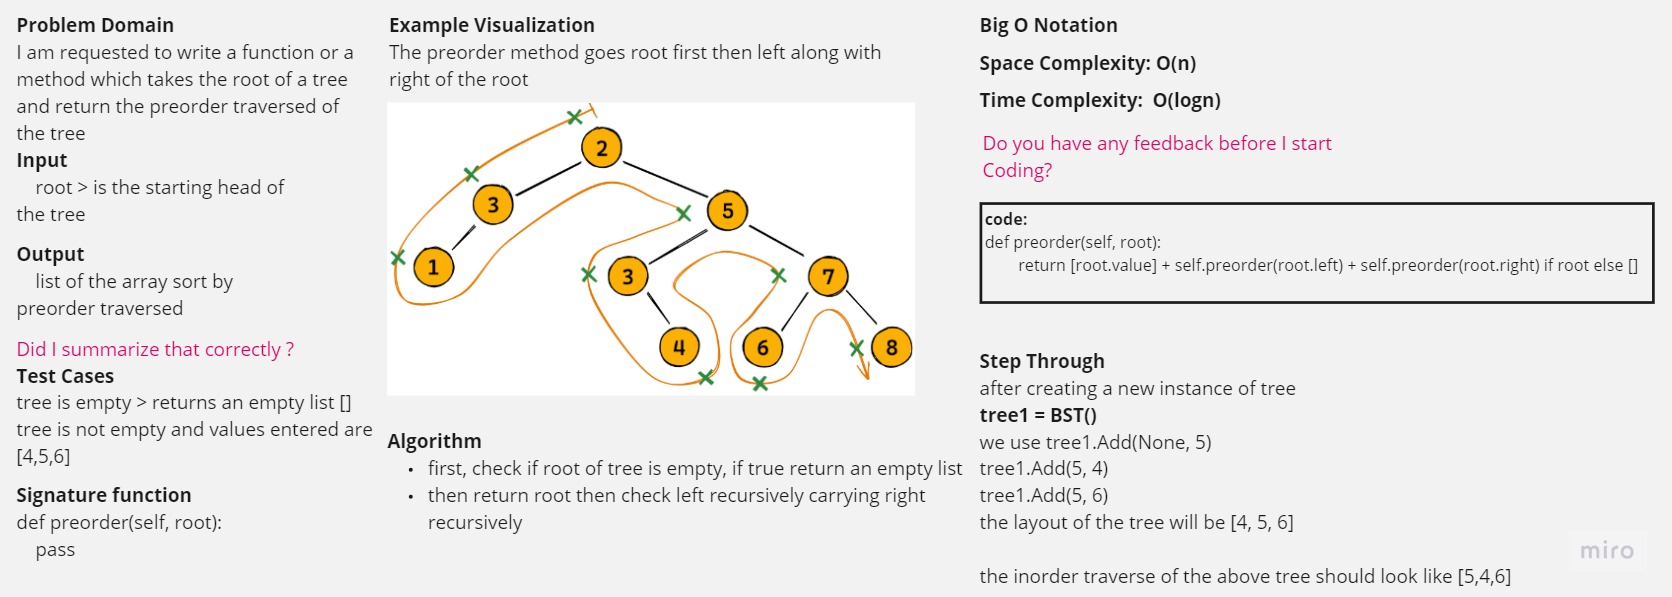 Problem Domain
I am requested to write a function or a
method which takes the root of a tree
and return the preorder traversed of
the tree
Input
root > is the starting head of
the tree
Output
list of the array sort by
preorder traversed
Did I summarize that correctly ?
Test Cases
tree is empty > returns an empty list []
tree is not empty and values entered are
[4,5,6]
Signature function
def preorder(self, root):
pass
Example Visualization
The preorder method goes root first then left along with
right of the root
2
3
5
1
3
7
4
6
8
Algorithm
• first, check if root of tree is empty, if true return an empty list
• then return root then check left recursively carrying right
recursively
Big O Notation
Space Complexity: O(n)
Time Complexity: O(logn)
Do you have any feedback before I start
Coding?
code:
def preorder(self, root):
return [root.value] + self.preorder(root.left) + self.preorder(root.right) if root else []
Step Through
after creating a new instance of tree
tree1 = BST()
we use tree1.Add(None, 5)
tree1.Add(5, 4)
tree1.Add(5, 6)
the layout of the tree will be [4, 5, 6]
the inorder traverse of the above tree should look like [5,4,6]
miro